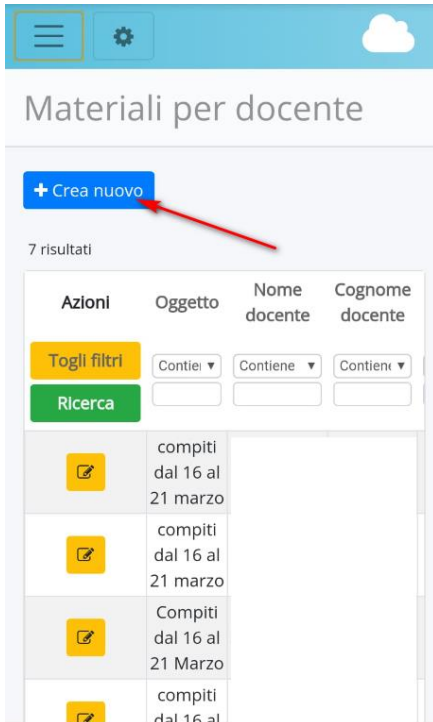 Materiali per docente
+ Crea nuovo
7 risultati
Azioni
Oggetto
Nome docente
Cognome docente
Togli filtri
Ricerca
Contiene
Contiene
compiti
dal 16 al
21 marzo
compiti
dal 16 al
21 marzo
Compiti
dal 16 al
21 Marzo
compiti
dal 16 al